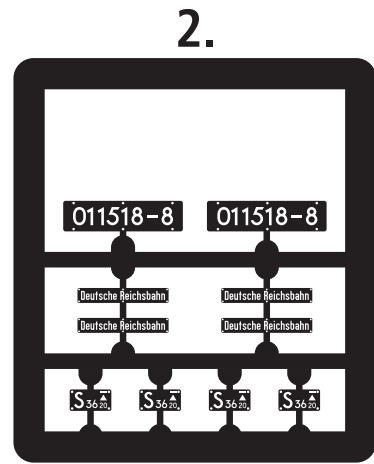 2.
011518-8 011518-8
Deutsche Reichsbahn Deutsche Reichsbahn
Deutsche Reichsbahn Deutsche Reichsbahn
S 36 20 S 36 20 S 36 20 S 36 20